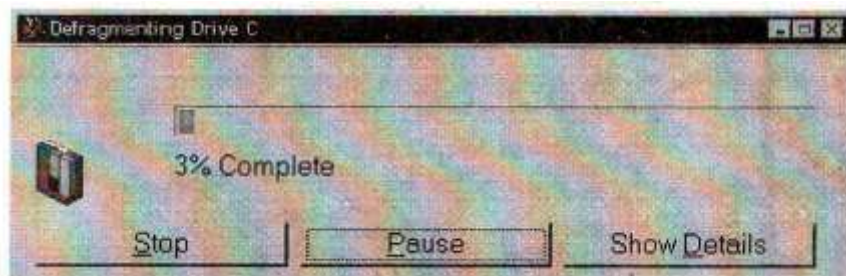 Defragmenting Drive C
3% Complete
Stop Pause Show Details